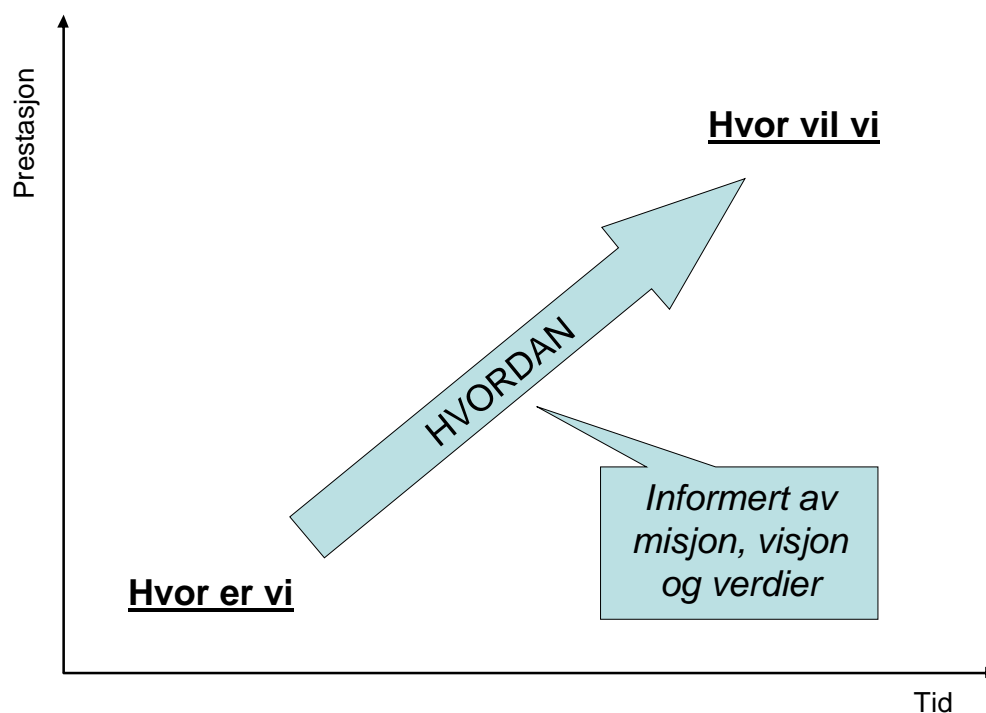 Prestasjon
Hvor vil vi
HVORDAN
Informert av
misjon, visjon
og verdier
Hvor er vi
Tid